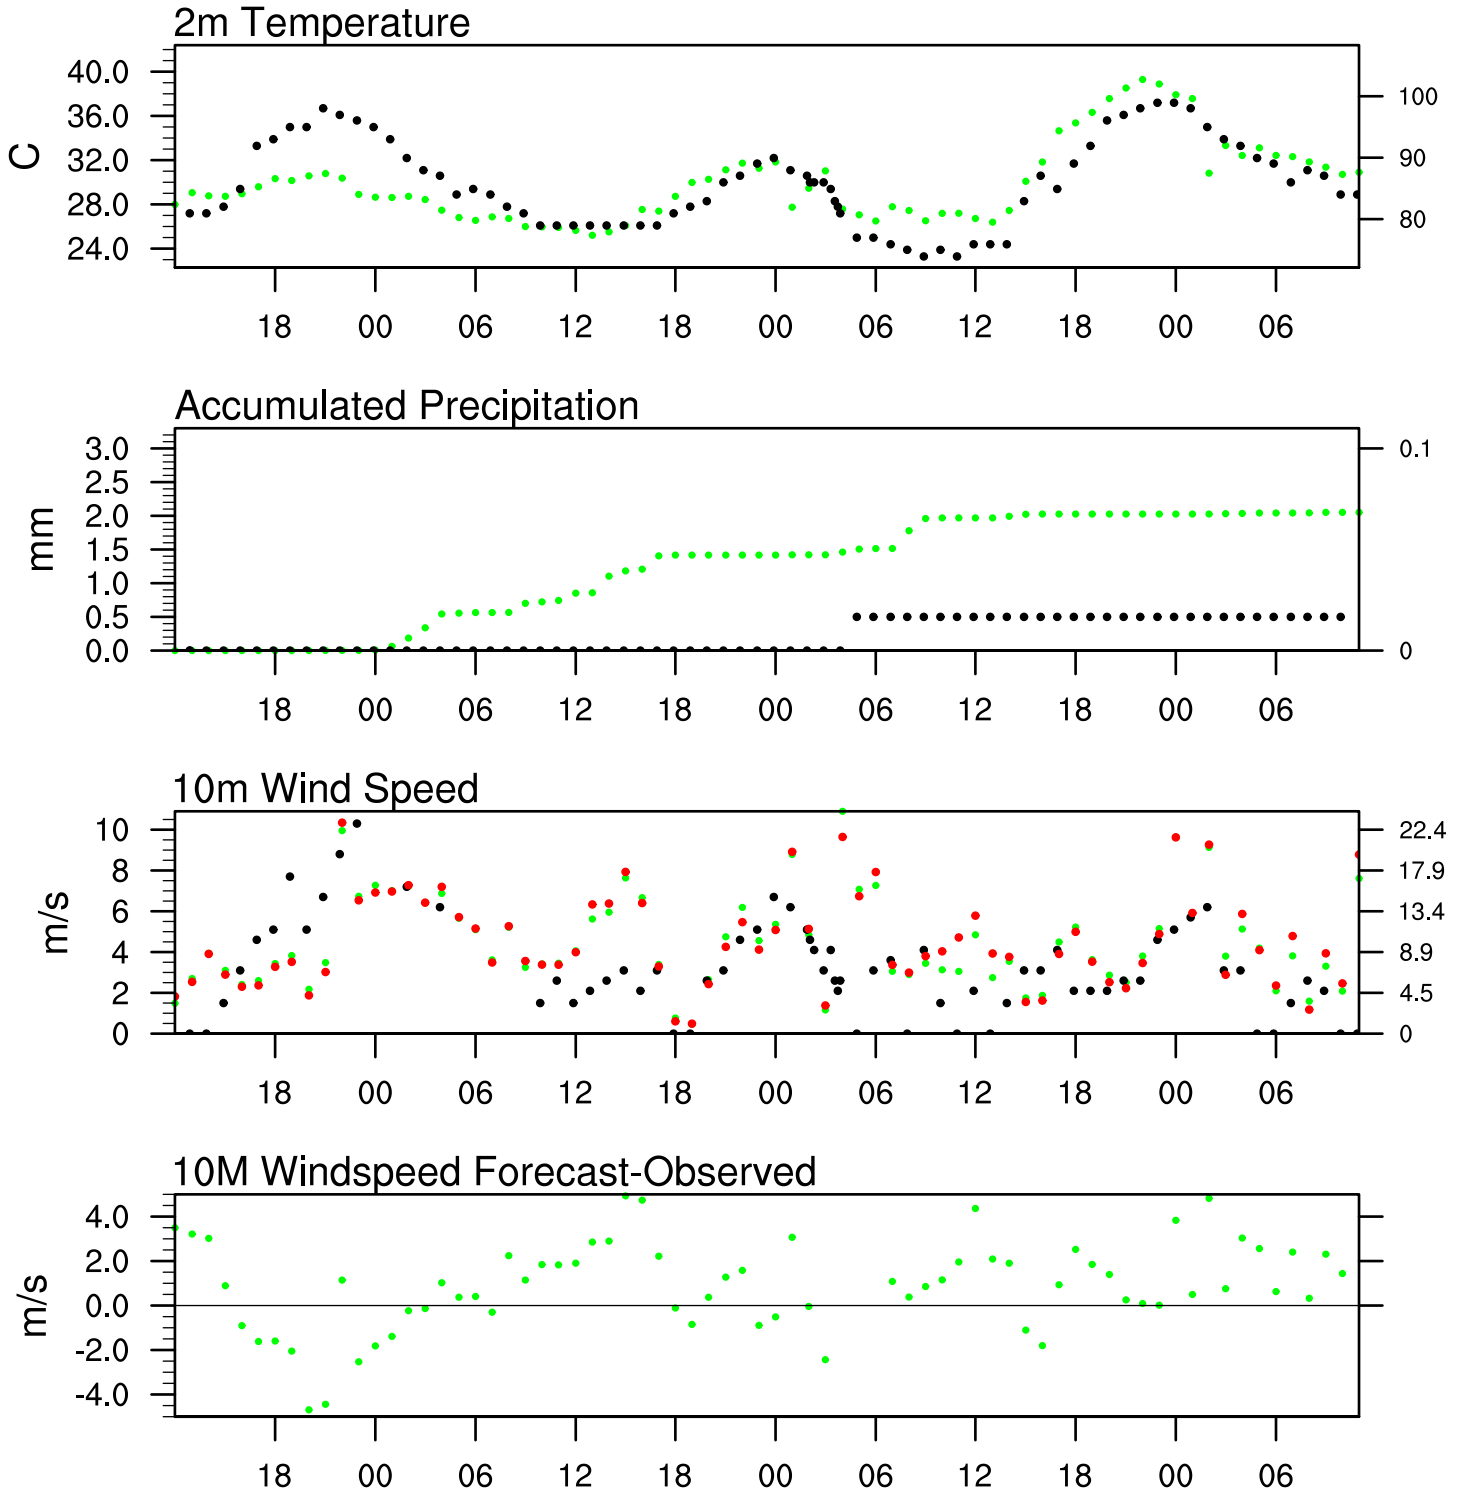 2m Temperature
40.0
36.0
32.0
28.0
24.0
C
100
90
80
18 00 06 12 18 00 06 12 18 00 06
Accumulated Precipitation
3.0
2.5
2.0
1.5
1.0
0.5
0.0
mm
0.1
0
18 00 06 12 18 00 06 12 18 00 06
10m Wind Speed
10
8
6
4
2
0
m/s
22.4
17.9
13.4
8.9
4.5
0
18 00 06 12 18 00 06 12 18 00 06
10M Windspeed Forecast-Observed
4.0
2.0
0.0
-2.0
-4.0
m/s
18 00 06 12 18 00 06 12 18 00 06